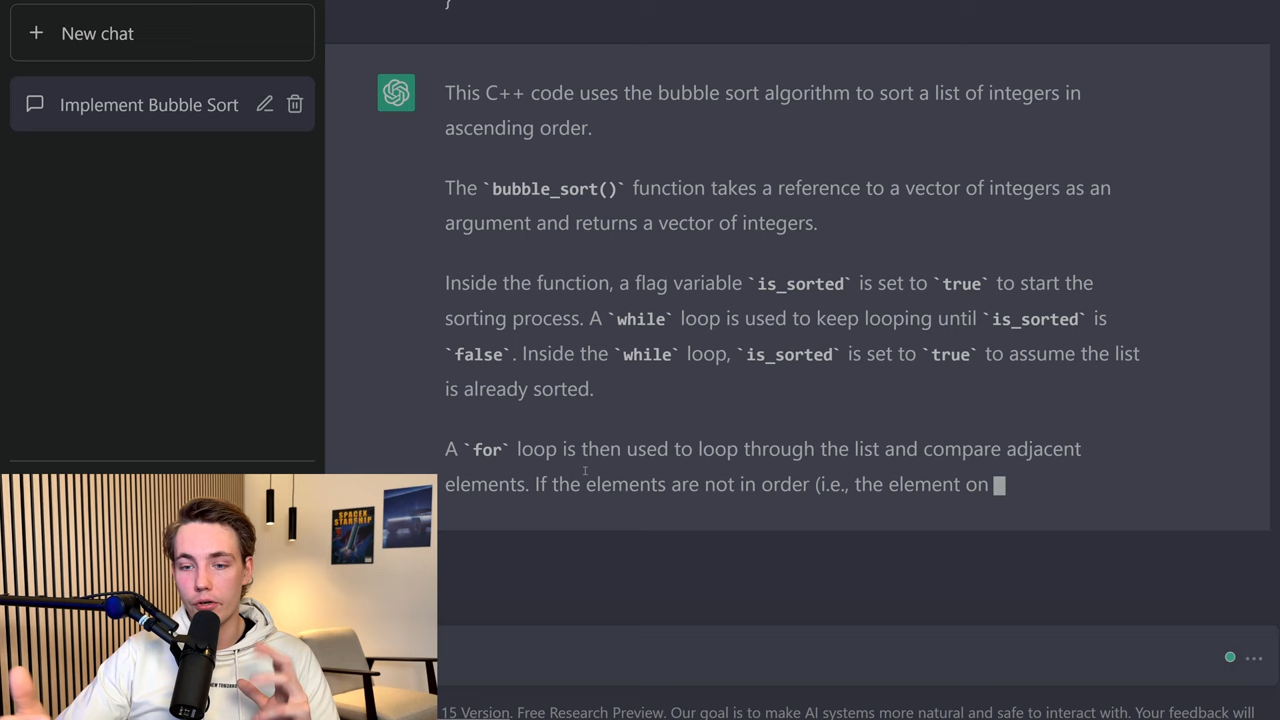 }
+ New chat
Implement Bubble Sort
This C++ code uses the bubble sort algorithm to sort a list of integers in
ascending order.
The `bubble_sort()` function takes a reference to a vector of integers as an
argument and returns a vector of integers.
Inside the function, a flag variable `is_sorted` is set to `true` to start the
sorting process. A `while` loop is used to keep looping until `is_sorted` is
`false`. Inside the `while` loop, `is_sorted` is set to `true` to assume the list
is already sorted.
A `for` loop is then used to loop through the list and compare adjacent
elements. If the elements are not in order (i.e., the element on
SPACEX
STARSHIP
15 Version. Free Research Preview. Our goal is to make AI systems more natural and safe to interact with. Your feedback will